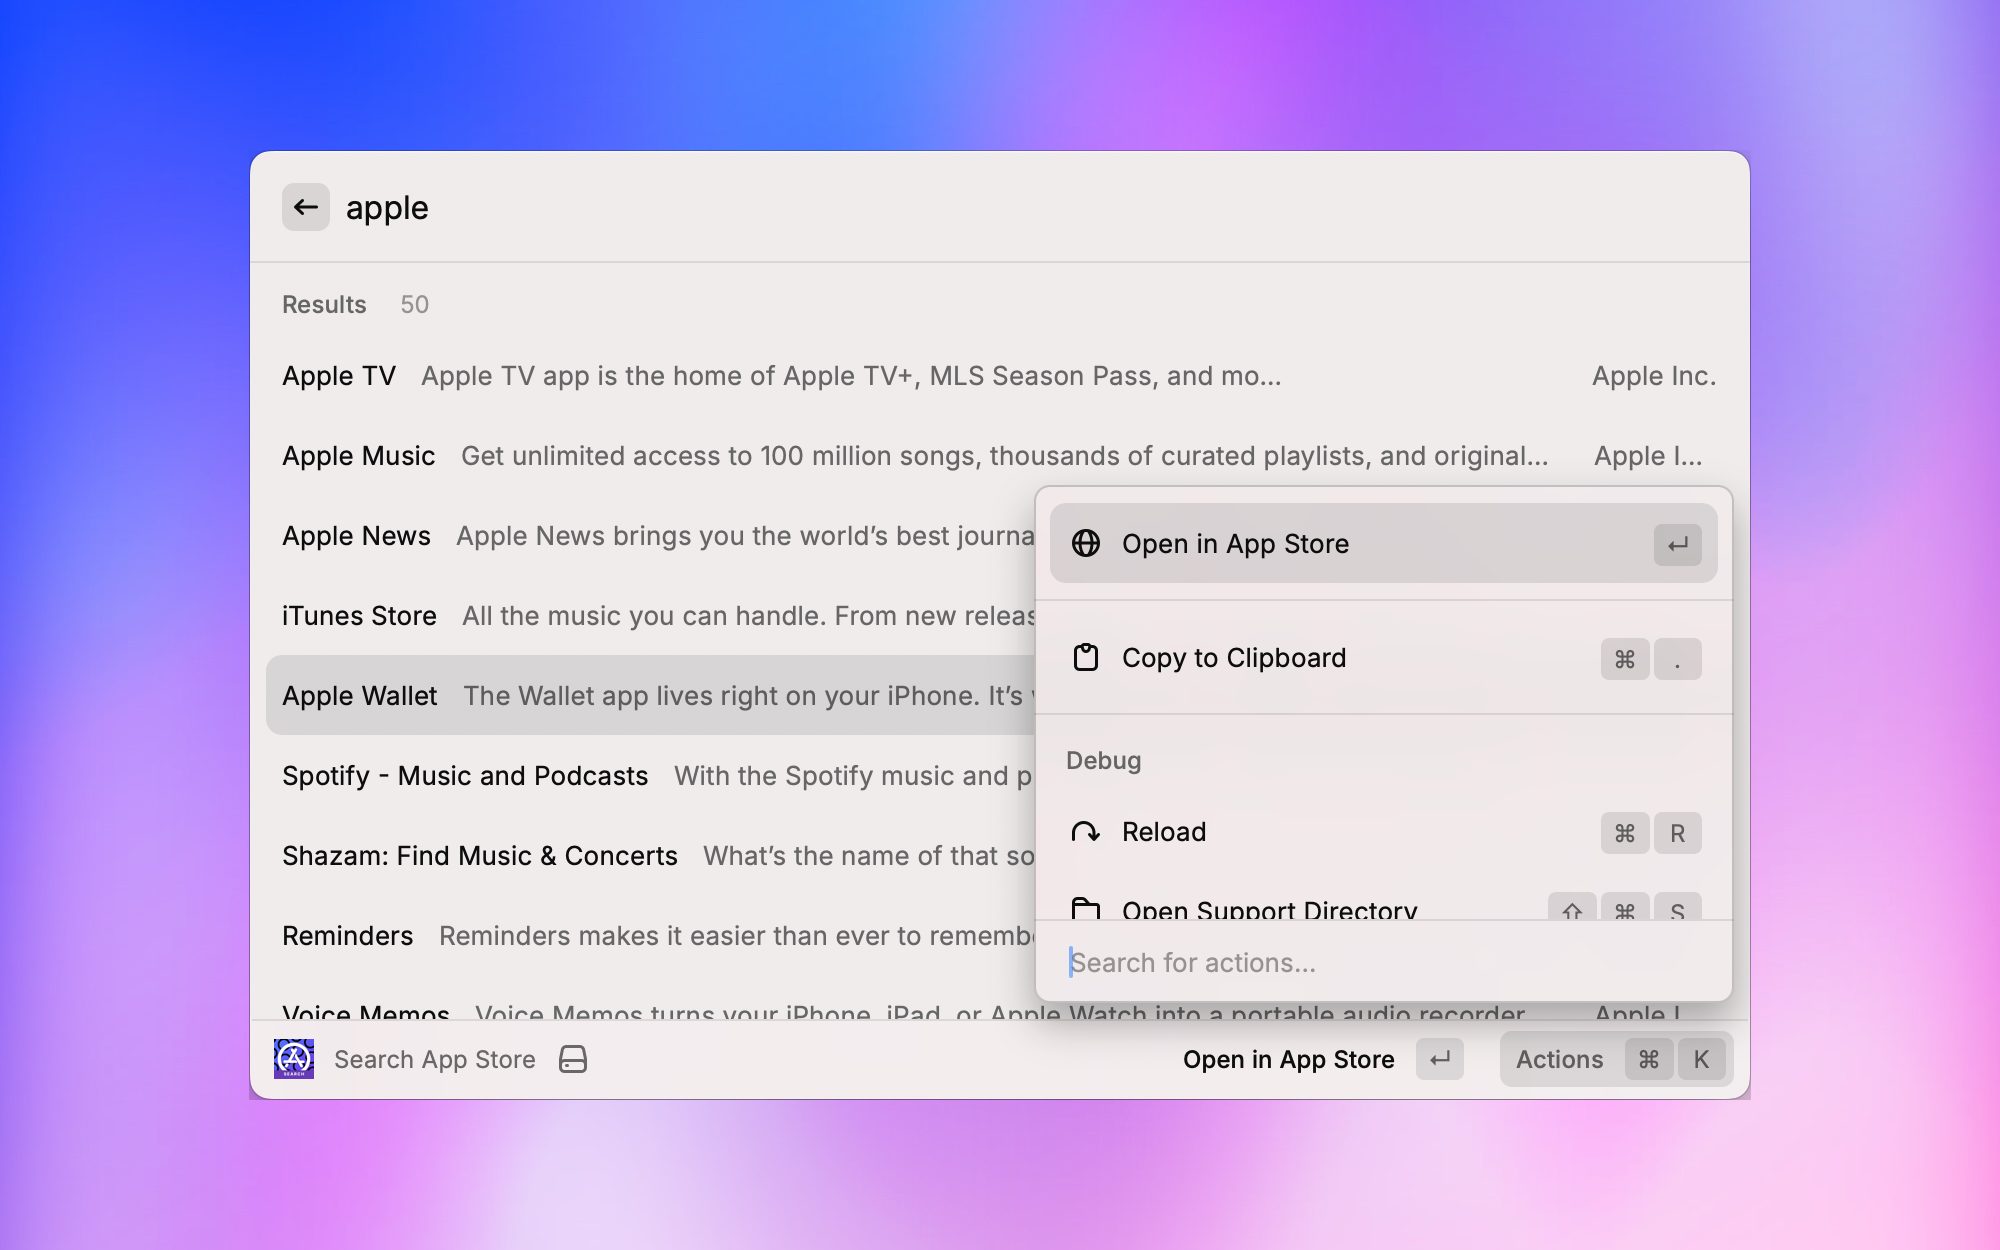 apple
Results 50
Apple TV Apple TV app is the home of Apple TV+, MLS Season Pass, and mo... Apple Inc.
Apple Music Get unlimited access to 100 million songs, thousands of curated playlists, and original... Apple I...
Apple News Apple News brings you the world’s best journa
iTunes Store All the music you can handle. From new releas
Apple Wallet The Wallet app lives right on your iPhone. It’s
Spotify - Music and Podcasts With the Spotify music and p
Shazam: Find Music & Concerts What’s the name of that so
Reminders Reminders makes it easier than ever to remembe
Voice Memos Voice Memos turns your iPhone, iPad, or Apple Watch into a portable audio recorder Apple I
Open in App Store ↵
Copy to Clipboard ⌘ .
Debug
Reload ⌘ R
Open Support Directory ⇧ ⌘ S
Search for actions...
Search App Store
Open in App Store ↵
Actions ⌘ K